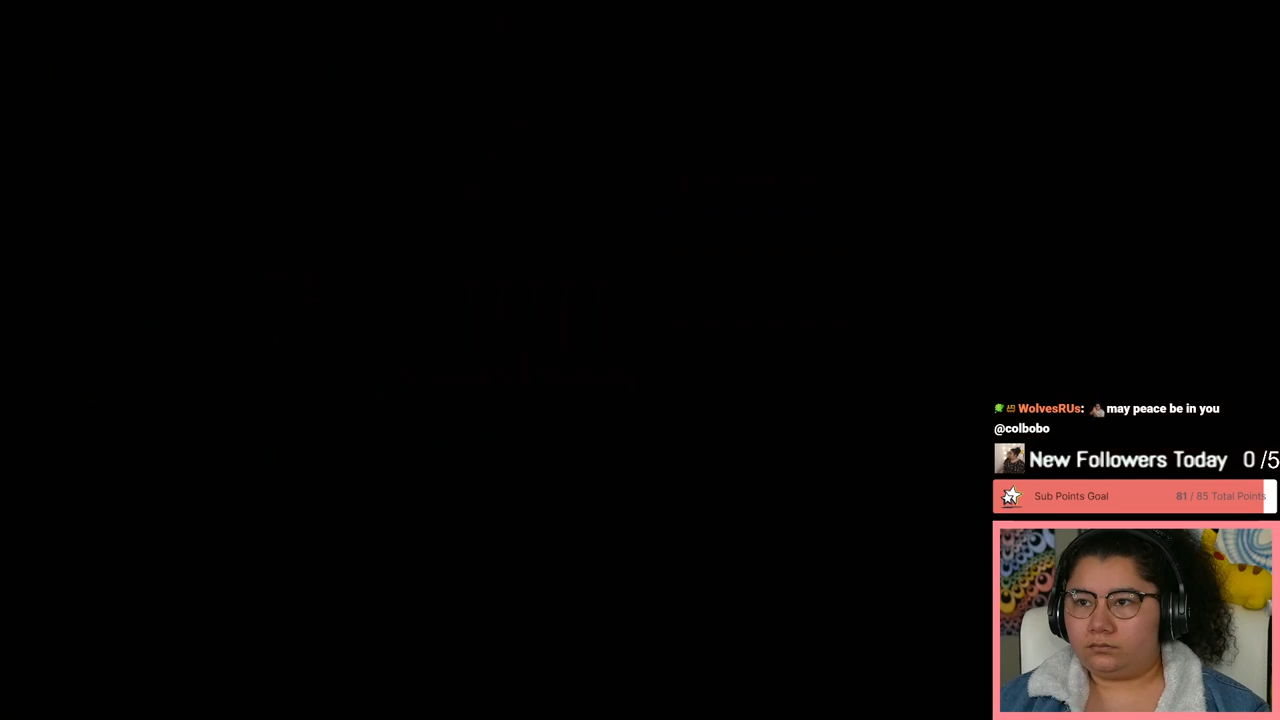 WolvesRUs: may peace be in you
@colbobo
New Followers Today 0 /5
Sub Points Goal 81 / 85 Total Points